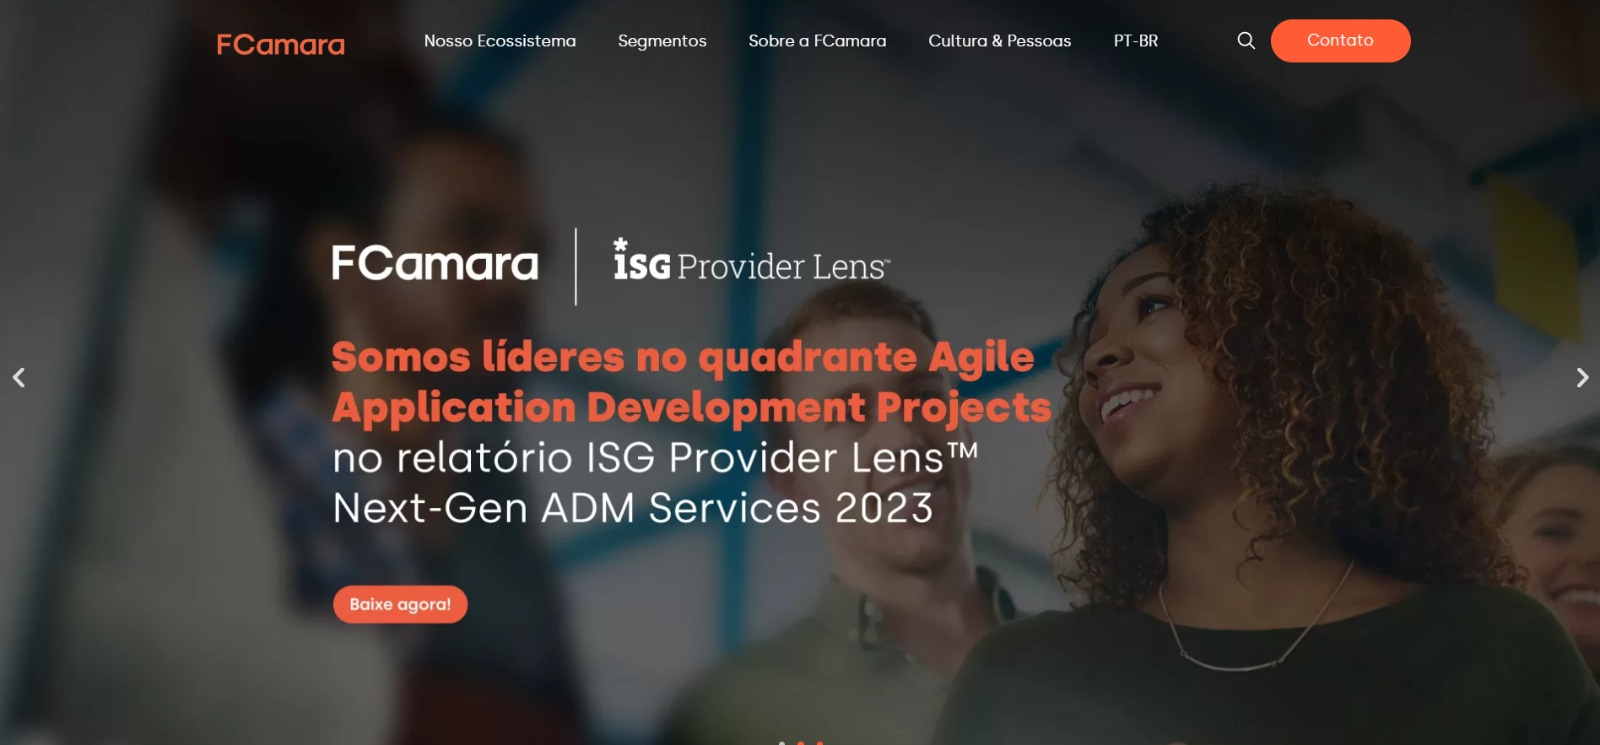 FCamara
Nosso Ecossistema
Segmentos
Sobre a FCamara
Cultura & Pessoas
PT-BR
Contato
FCamara
*ISG Provider Lens™
Somos líderes no quadrante Agile
Application Development Projects
no relatório ISG Provider Lens™
Next-Gen ADM Services 2023
Baixe agora!